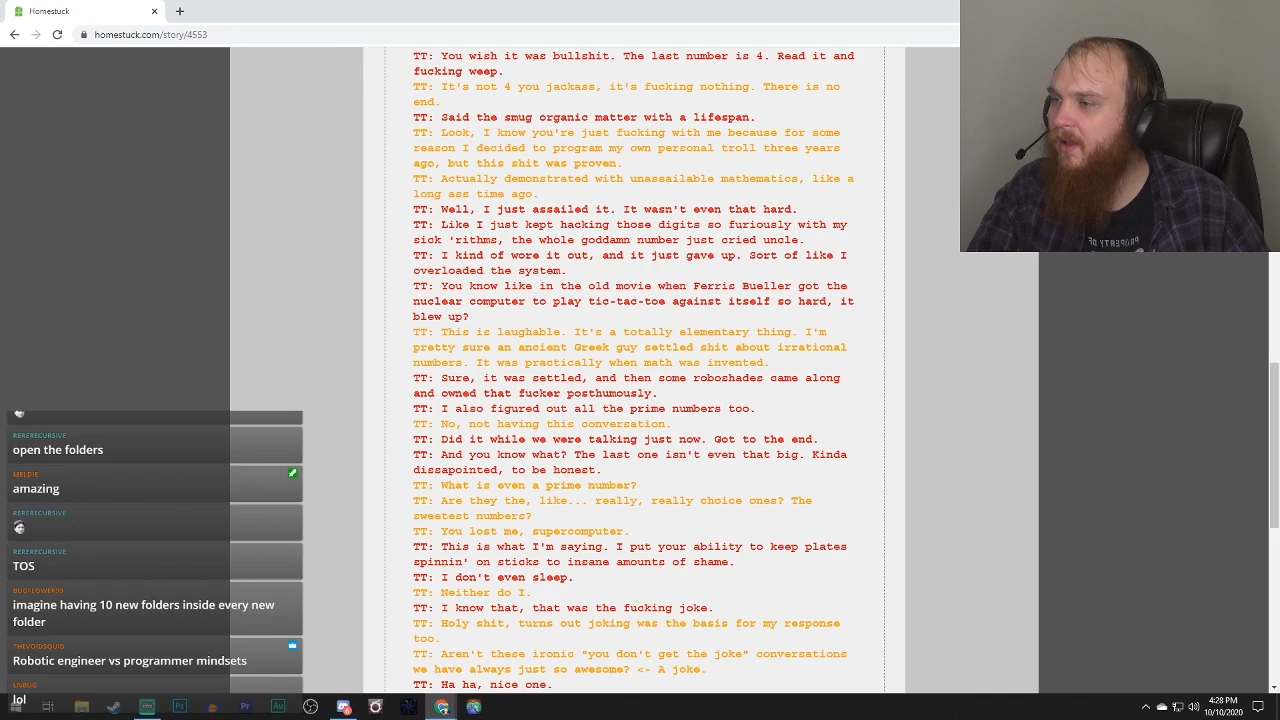 Homestuck
homestuck.com/story/4553
TT: You wish it was bullshit. The last number is 4. Read it and
fucking weep.
TT: It's not 4 you jackass, it's fucking nothing. There is no
end.
TT: Said the smug organic matter with a lifespan.
TT: Look, I know you're just fucking with me because for some
reason I decided to program my own personal troll three years
ago, but this shit was proven.
TT: Actually demonstrated with unassailable mathematics, like a
long ass time ago.
TT: Well, I just assailed it. It wasn't even that hard.
TT: Like I just kept hacking those digits so furiously with my
sick 'rithms, the whole goddamn number just cried uncle.
TT: I kind of wore it out, and it just gave up. Sort of like I
overloaded the system.
TT: You know like in the old movie when Ferris Bueller got the
nuclear computer to play tic-tac-toe against itself so hard, it
blew up?
TT: This is laughable. It's a totally elementary thing. I'm
pretty sure an ancient Greek guy settled shit about irrational
numbers. It was practically when math was invented.
TT: Sure, it was settled, and then some roboshades came along
and owned that fucker posthumously.
TT: I also figured out all the prime numbers too.
TT: No, not having this conversation.
TT: Did it while we were talking just now. Got to the end.
TT: And you know what? The last one isn't even that big. Kinda
dissapointed, to be honest.
TT: What is even a prime number?
TT: Are they the, like... really, really choice ones? The
sweetest numbers?
TT: You lost me, supercomputer.
TT: This is what I'm saying. I put your ability to keep plates
spinnin' on sticks to insane amounts of shame.
TT: I don't even sleep.
TT: Neither do I.
TT: I know that, that was the fucking joke.
TT: Holy shit, turns out joking was the basis for my response
too.
TT: Aren't these ironic "you don't get the joke" conversations
we have always just so awesome? <- A joke.
TT: Ha ha, nice one.
PROPERTY OF
RERERECURSIVE
open the folders
MELDIE
amazing
RERERECURSIVE
RERERECURSIVE
TOS
BUGFLOWER99
imagine having 10 new folders inside every new
folder
THEVOIDSQUID
Robotic engineer vs programmer mindsets
LNBUG
lol
Ps
Pr
Au
4:28 PM
10/10/2020